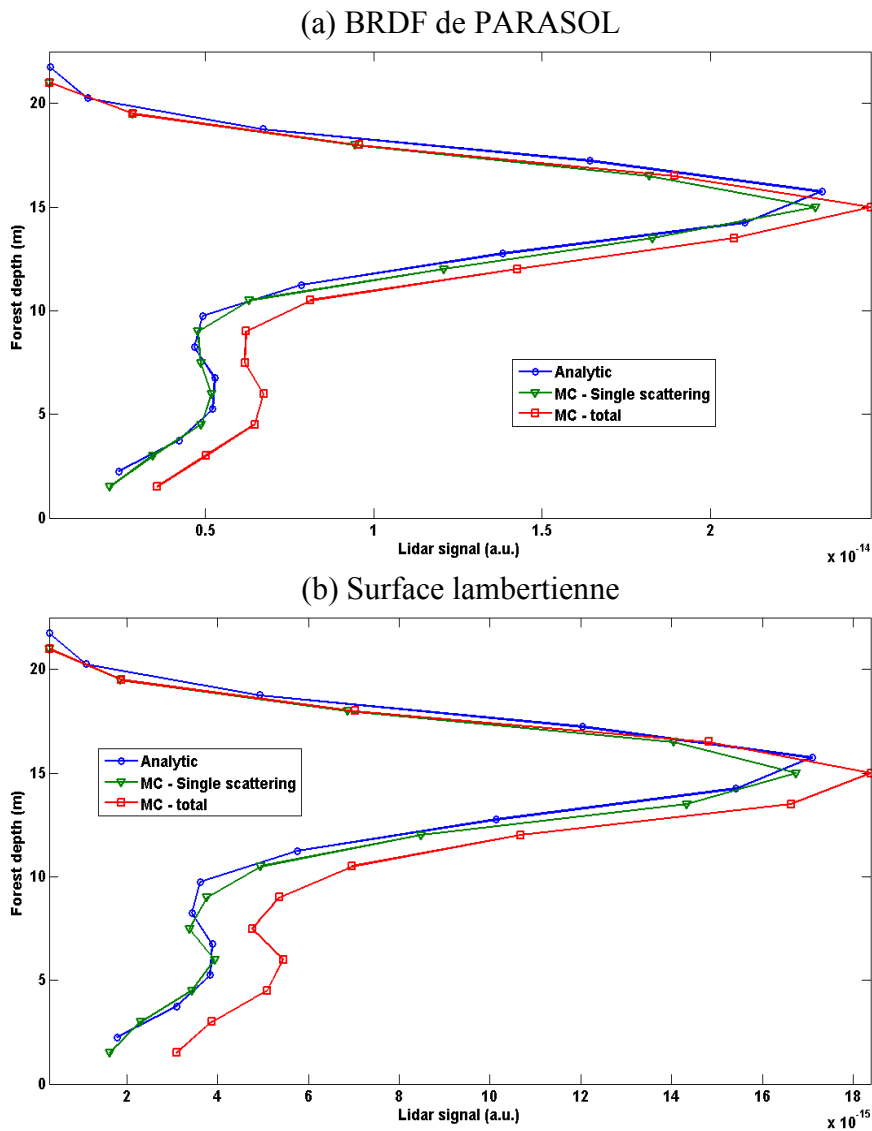 (a) BRDF de PARASOL
20
15
10
5
0
Forest depth (m)
Analytic
MC - Single scattering
MC - total
0.5 1 1.5 2
Lidar signal (a.u.)
x 10^-14
(b) Surface lambertienne
20
15
10
5
0
Forest depth (m)
Analytic
MC - Single scattering
MC - total
2 4 6 8 10 12 14 16 18
Lidar signal (a.u.)
x 10^-15